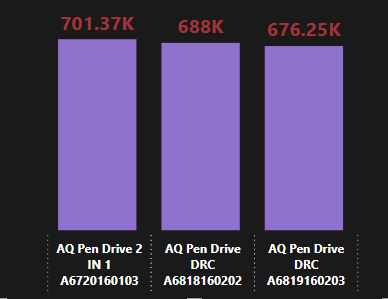 701.37K
688K
676.25K
AQ Pen Drive 2
IN 1
A6720160103
AQ Pen Drive
DRC
A6818160202
AQ Pen Drive
DRC
A6819160203